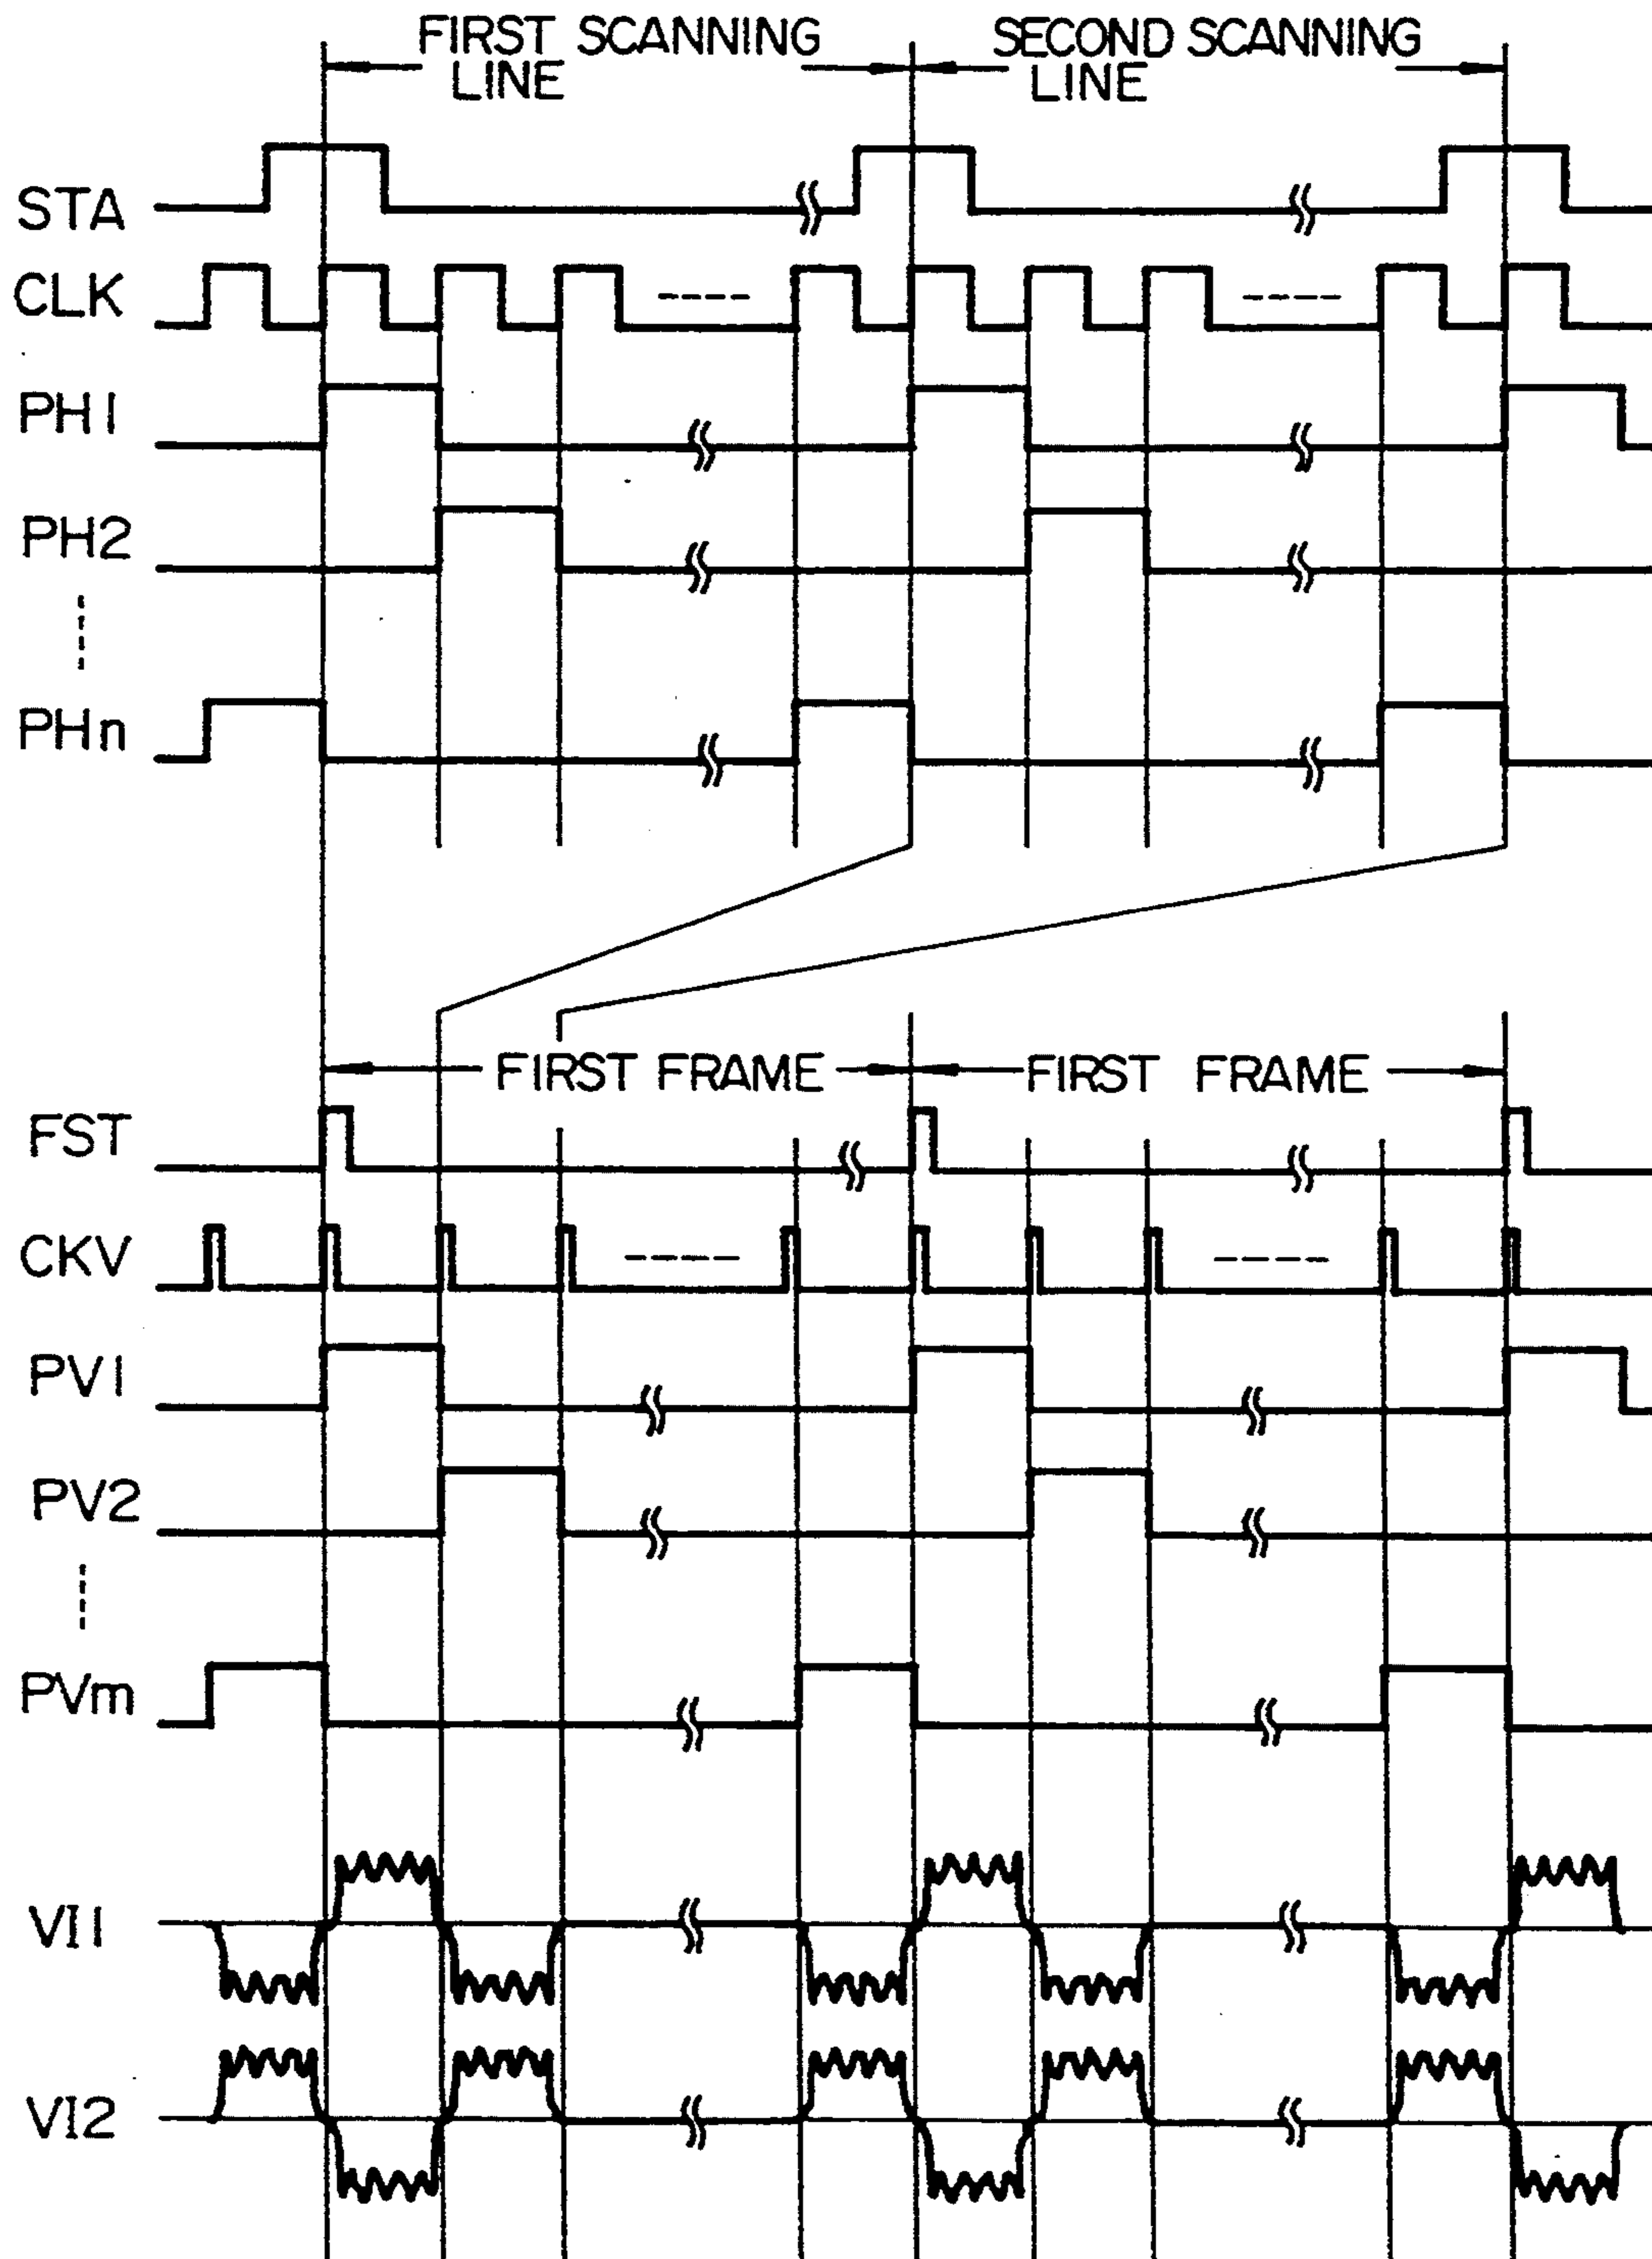 FIRST SCANNING
LINE
SECOND SCANNING
LINE
STA
CLK
PH1
PH2
PHn
FIRST FRAME
FIRST FRAME
FST
CKV
PV1
PV2
PVm
VI1
VI2